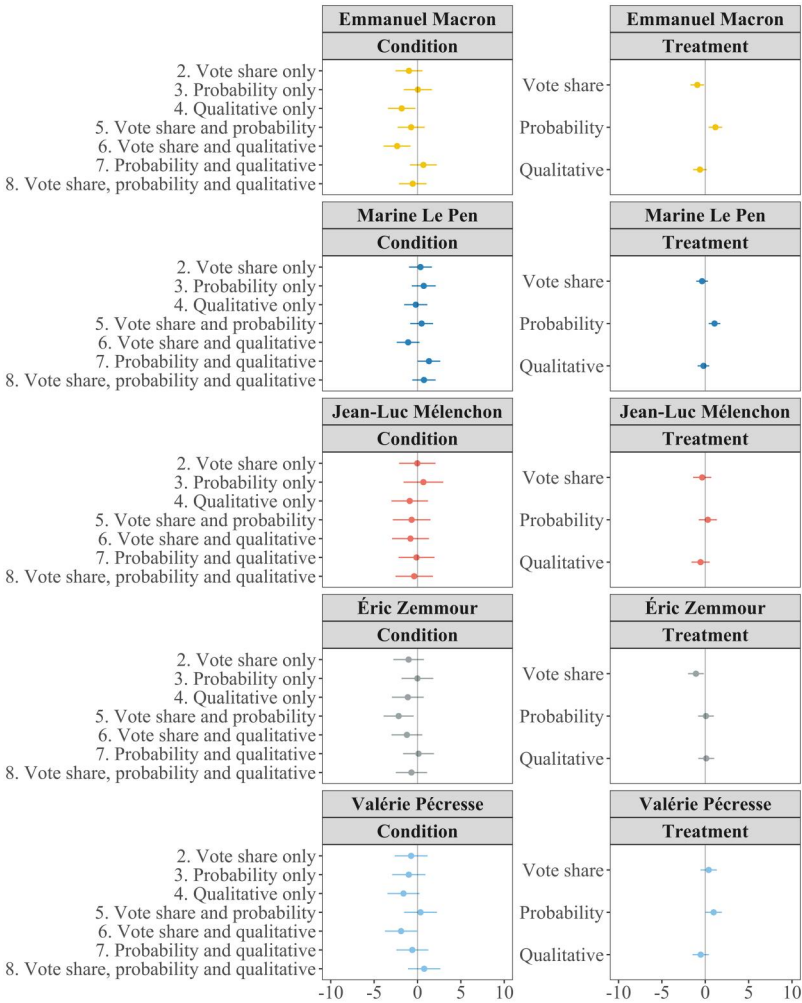 Emmanuel Macron
Condition
2. Vote share only
3. Probability only
4. Qualitative only
5. Vote share and probability
6. Vote share and qualitative
7. Probability and qualitative
8. Vote share, probability and qualitative
Emmanuel Macron
Treatment
Vote share
Probability
Qualitative
Marine Le Pen
Condition
2. Vote share only
3. Probability only
4. Qualitative only
5. Vote share and probability
6. Vote share and qualitative
7. Probability and qualitative
8. Vote share, probability and qualitative
Marine Le Pen
Treatment
Vote share
Probability
Qualitative
Jean-Luc Mélenchon
Condition
2. Vote share only
3. Probability only
4. Qualitative only
5. Vote share and probability
6. Vote share and qualitative
7. Probability and qualitative
8. Vote share, probability and qualitative
Jean-Luc Mélenchon
Treatment
Vote share
Probability
Qualitative
Éric Zemmour
Condition
2. Vote share only
3. Probability only
4. Qualitative only
5. Vote share and probability
6. Vote share and qualitative
7. Probability and qualitative
8. Vote share, probability and qualitative
Éric Zemmour
Treatment
Vote share
Probability
Qualitative
Valérie Pécresse
Condition
2. Vote share only
3. Probability only
4. Qualitative only
5. Vote share and probability
6. Vote share and qualitative
7. Probability and qualitative
8. Vote share, probability and qualitative
-10 -5 0 5 10
Valérie Pécresse
Treatment
Vote share
Probability
Qualitative
-10 -5 0 5 10